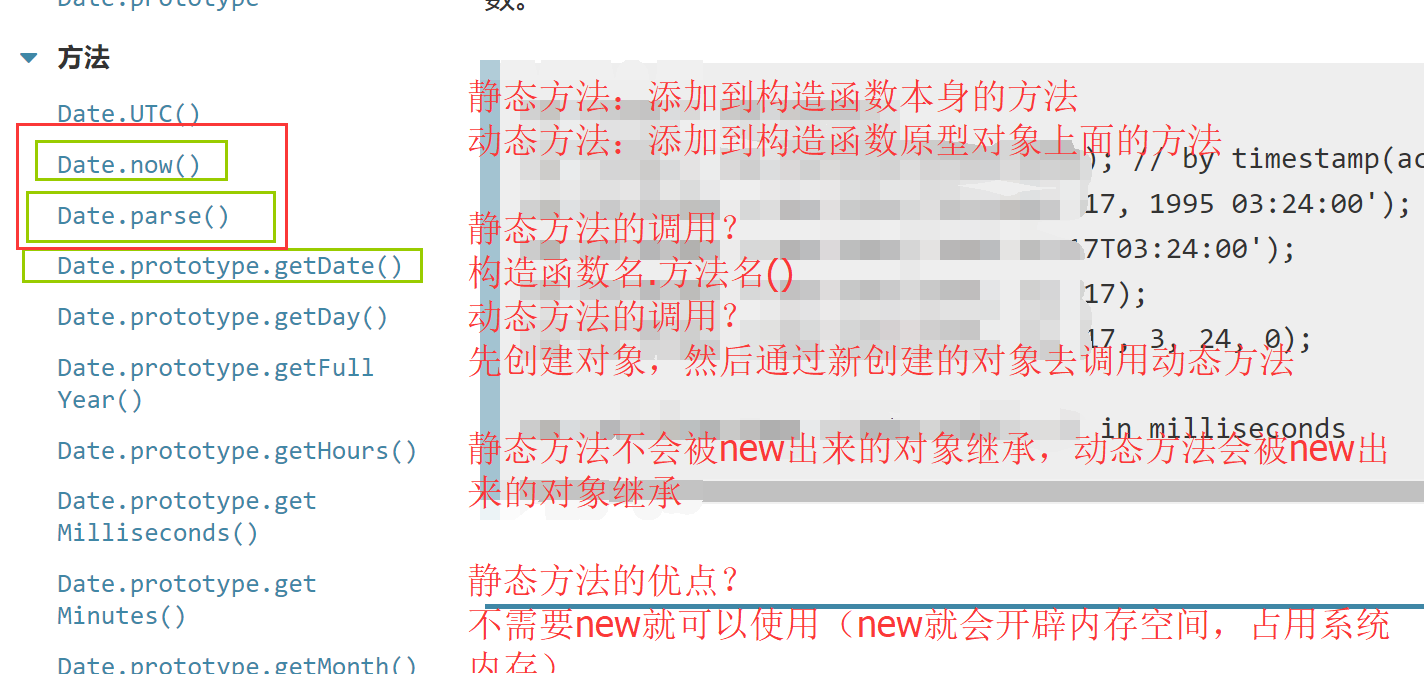 Date.prototype
方法
Date.UTC()
Date.now()
Date.parse()
Date.prototype.getDate()
Date.prototype.getDay()
Date.prototype.getFull
Year()
Date.prototype.getHours()
Date.prototype.get
Milliseconds()
Date.prototype.get
Minutes()
Date.prototype.getMonth()
数。
静态方法：添加到构造函数本身的方法
动态方法：添加到构造函数原型对象上面的方法
); // by timestamp(ac
静态方法的调用？
17, 1995 03:24:00');
17T03:24:00');
构造函数名.方法名()
17);
动态方法的调用？
17, 3, 24, 0);
先创建对象，然后通过新创建的对象去调用动态方法
in milliseconds
静态方法不会被new出来的对象继承，动态方法会被new出
来的对象继承
静态方法的优点？
不需要new就可以使用（new就会开辟内存空间，占用系统
内存）